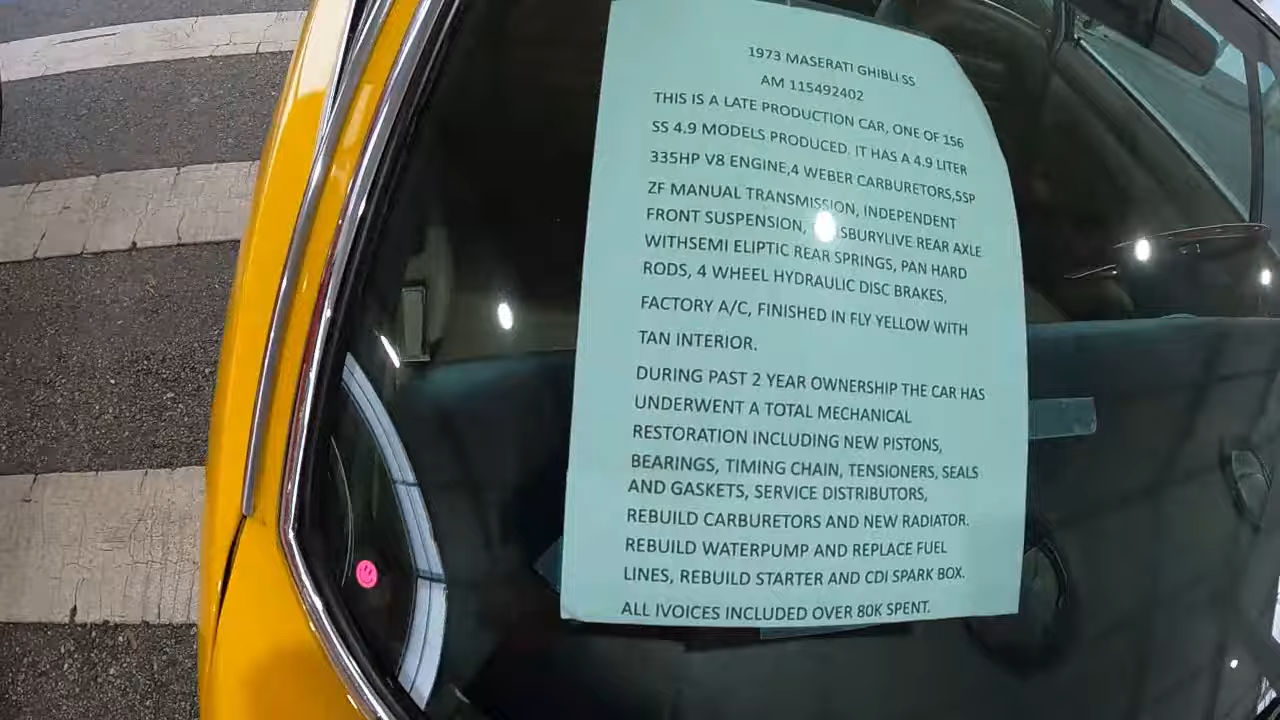 1973 MASERATI GHIBLI SS
AM 115492402
THIS IS A LATE PRODUCTION CAR, ONE OF 156
SS 4.9 MODELS PRODUCED. IT HAS A 4.9 LITER
335HP V8 ENGINE,4 WEBER CARBURETORS,SSP
ZF MANUAL TRANSMISSION, INDEPENDENT
FRONT SUSPENSION, REAR AXLE
WITHSEMI ELIPTIC REAR SPRINGS, PAN HARD
RODS, 4 WHEEL HYDRAULIC DISC BRAKES,
FACTORY A/C, FINISHED IN FLY YELLOW WITH
TAN INTERIOR.
DURING PAST 2 YEAR OWNERSHIP THE CAR HAS
UNDERWENT A TOTAL MECHANICAL
RESTORATION INCLUDING NEW PISTONS,
BEARINGS, TIMING CHAIN, TENSIONERS, SEALS
AND GASKETS, SERVICE DISTRIBUTORS,
REBUILD CARBURETORS AND NEW RADIATOR.
REBUILD WATERPUMP AND REPLACE FUEL
LINES, REBUILD STARTER AND CDI SPARK BOX.
ALL IVOICES INCLUDED OVER 80K SPENT.